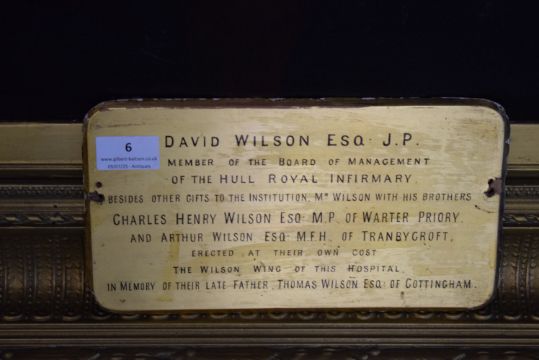 6
www.gilbert-baitson.co.uk
DAVID WILSON ESQ. J.P.
MEMBER OF THE BOARD OF MANAGEMENT
OF THE HULL ROYAL INFIRMARY.
BESIDES OTHER GIFTS TO THE INSTITUTION, MR WILSON WITH HIS BROTHERS
CHARLES HENRY WILSON ESQ. M.P. OF WARTER PRIORY,
AND ARTHUR WILSON ESQ. M.F.H. OF TRANBYCROFT,
ERECTED AT THEIR OWN COST
THE WILSON WING OF THIS HOSPITAL,
IN MEMORY OF THEIR LATE FATHER, THOMAS WILSON ESQ. OF COTTINGHAM.